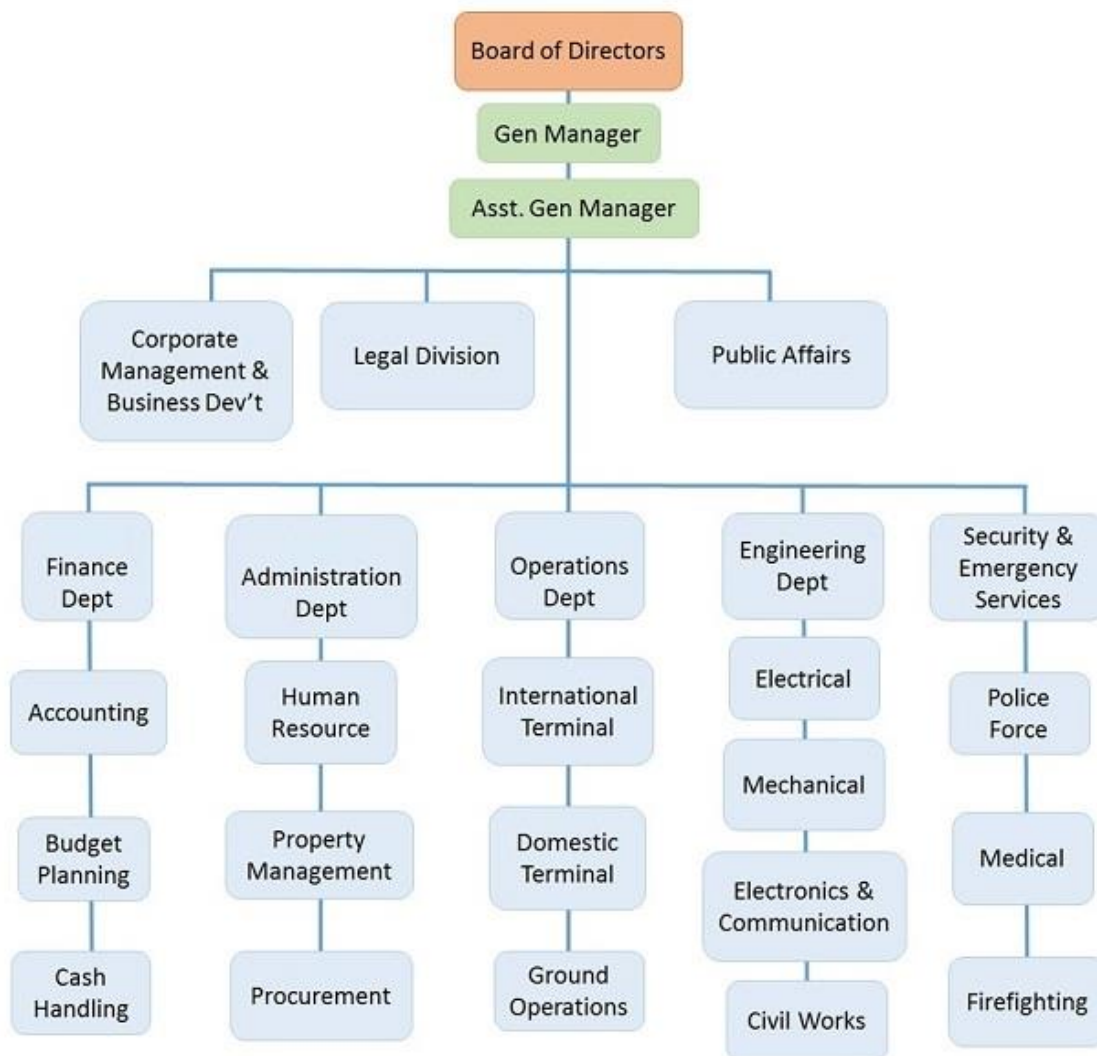 Board of Directors
Gen Manager
Asst. Gen Manager
Corporate
Management &
Business Dev’t
Legal Division
Public Affairs
Finance
Dept
Administration
Dept
Operations
Dept
Engineering
Dept
Security &
Emergency
Services
Accounting
Human
Resource
International
Terminal
Electrical
Police
Force
Mechanical
Budget
Planning
Property
Management
Domestic
Terminal
Electronics &
Communication
Medical
Cash
Handling
Procurement
Ground
Operations
Civil Works
Firefighting